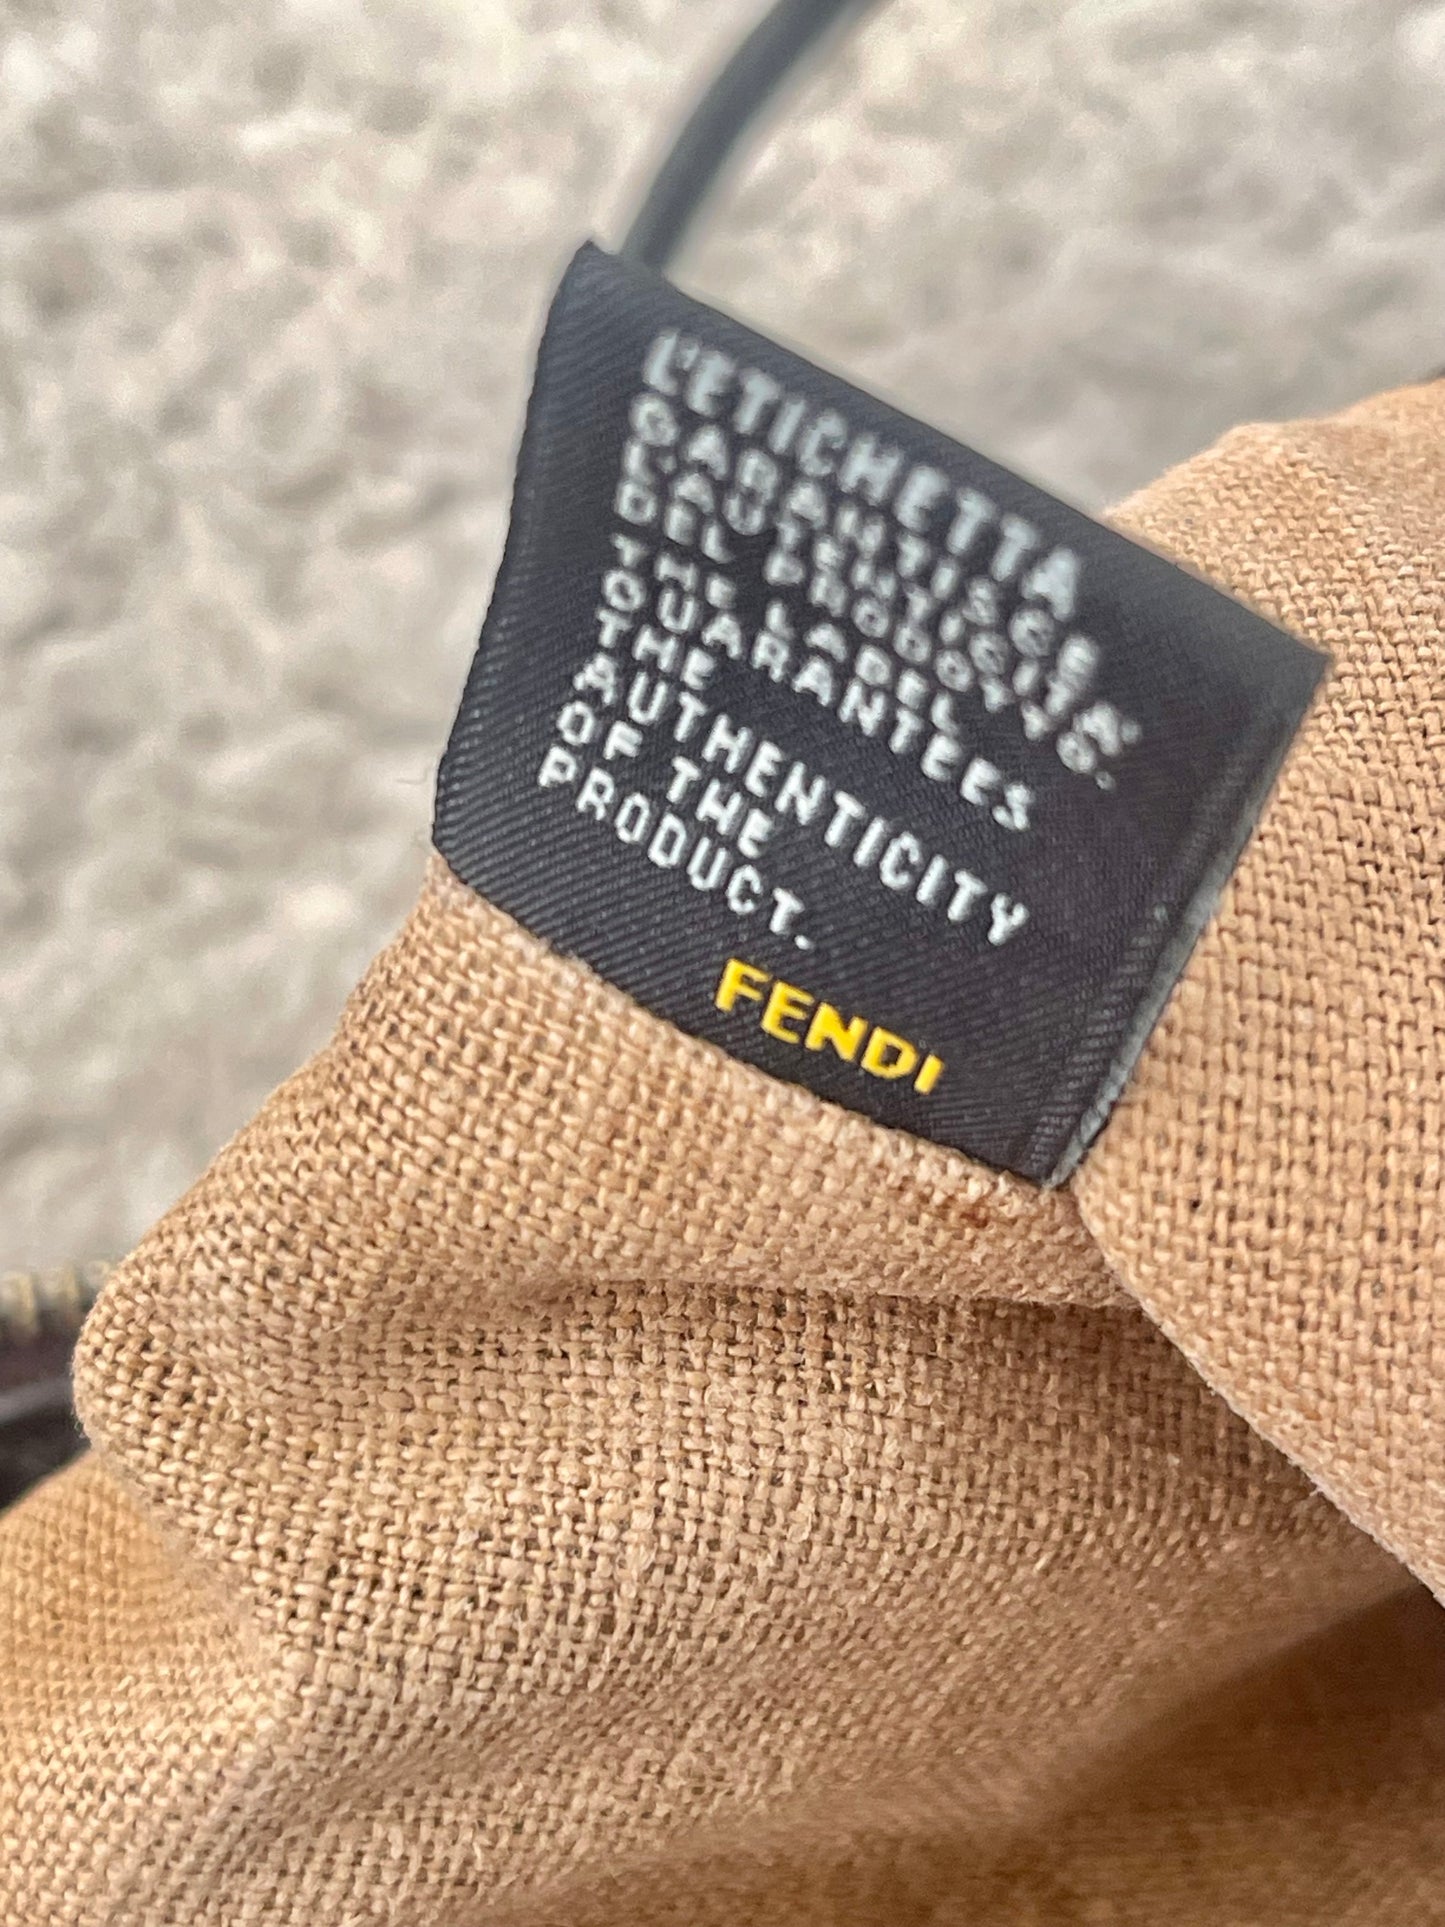 L'ETICHETTA
GARANTISCE
L'AUTENTICITA'
DEL PRODOTTO.
THE LABEL
GUARANTEES
THE
AUTHENTICITY
OF THE
PRODUCT.
FENDI